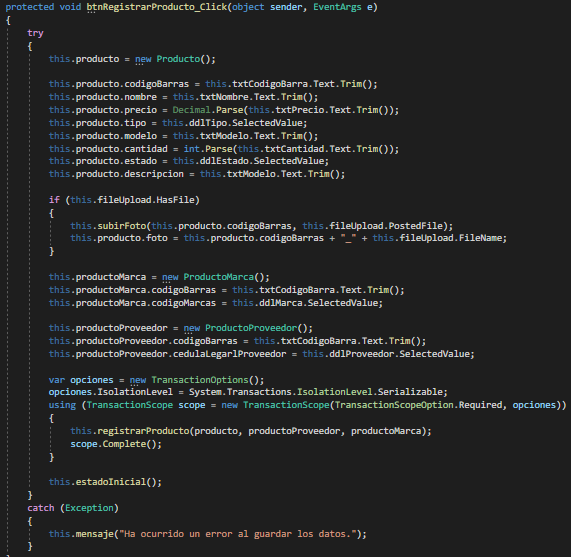 protected void btnRegistrarProducto_Click(object sender, EventArgs e)
{
try
{
this.producto = new Producto();
this.producto.codigoBarras = this.txtCodigoBarra.Text.Trim();
this.producto.nombre = this.txtNombre.Text.Trim();
this.producto.precio = Decimal.Parse(this.txtPrecio.Text.Trim());
this.producto.tipo = this.ddlTipo.SelectedValue;
this.producto.modelo = this.txtModelo.Text.Trim();
this.producto.cantidad = int.Parse(this.txtCantidad.Text.Trim());
this.producto.estado = this.ddlEstado.SelectedValue;
this.producto.descripcion = this.txtModelo.Text.Trim();
if (this.fileUpload.HasFile)
{
this.subirFoto(this.producto.codigoBarras, this.fileUpload.PostedFile);
this.producto.foto = this.producto.codigoBarras + "_" + this.fileUpload.FileName;
}
this.productoMarca = new ProductoMarca();
this.productoMarca.codigoBarras = this.txtCodigoBarra.Text.Trim();
this.productoMarca.codigoMarcas = this.ddlMarca.SelectedValue;
this.productoProveedor = new ProductoProveedor();
this.productoProveedor.codigoBarras = this.txtCodigoBarra.Text.Trim();
this.productoProveedor.cedulaLegarlProveedor = this.ddlProveedor.SelectedValue;
var opciones = new TransactionOptions();
opciones.IsolationLevel = System.Transactions.IsolationLevel.Serializable;
using (TransactionScope scope = new TransactionScope(TransactionScopeOption.Required, opciones))
{
this.registrarProducto(producto, productoProveedor, productoMarca);
scope.Complete();
}
this.estadoInicial();
}
catch (Exception)
{
this.mensaje("Ha ocurrido un error al guardar los datos.");
}